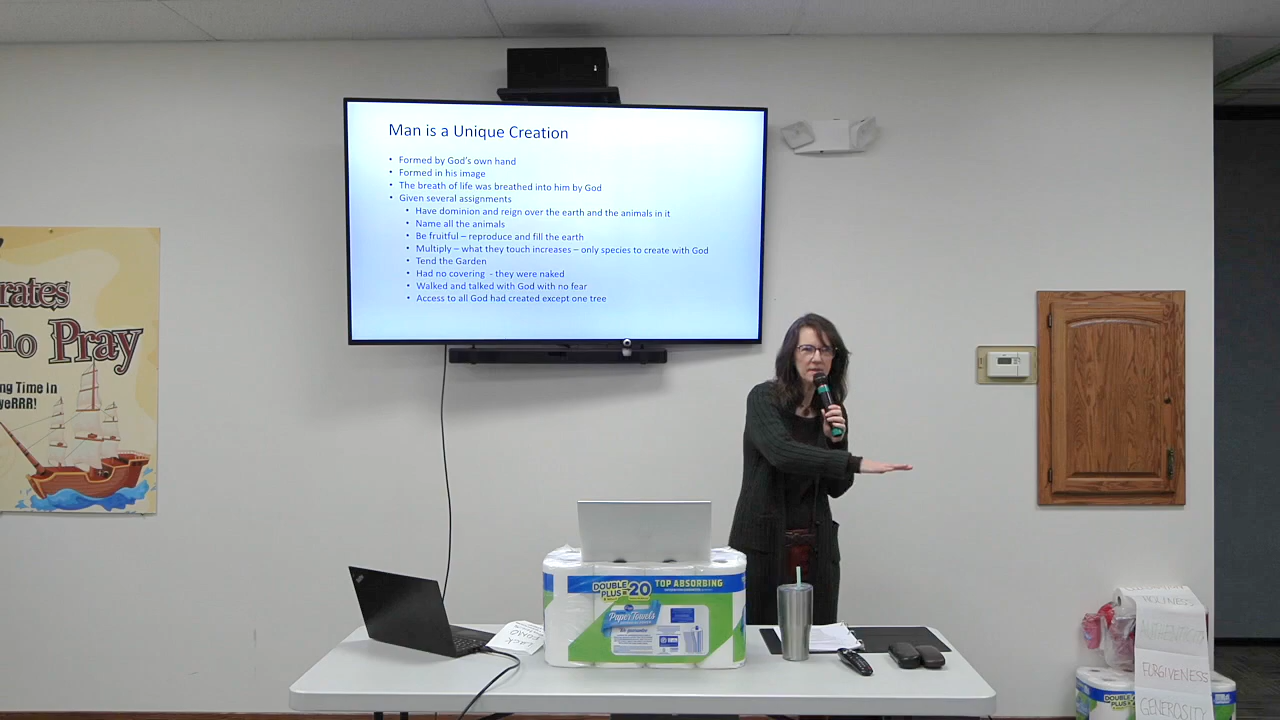 Man is a Unique Creation
• Formed by God's own hand
• Formed in his image
• The breath of life was breathed into him by God
• Given several assignments
• Have dominion and reign over the earth and the animals in it
• Name all the animals
• Be fruitful – reproduce and fill the earth
• Multiply – what they touch increases – only species to create with God
• Tend the Garden
• Had no covering - they were naked
• Walked and talked with God with no fear
• Access to all God had created except one tree
rates
ho Pray
ng Time In
yeRRR!
DOUBLE PLUS = 20
TOP ABSORBING
Paper Towels
HOLINESS
FORGIVENESS
GENEROSITY
DOUBLE